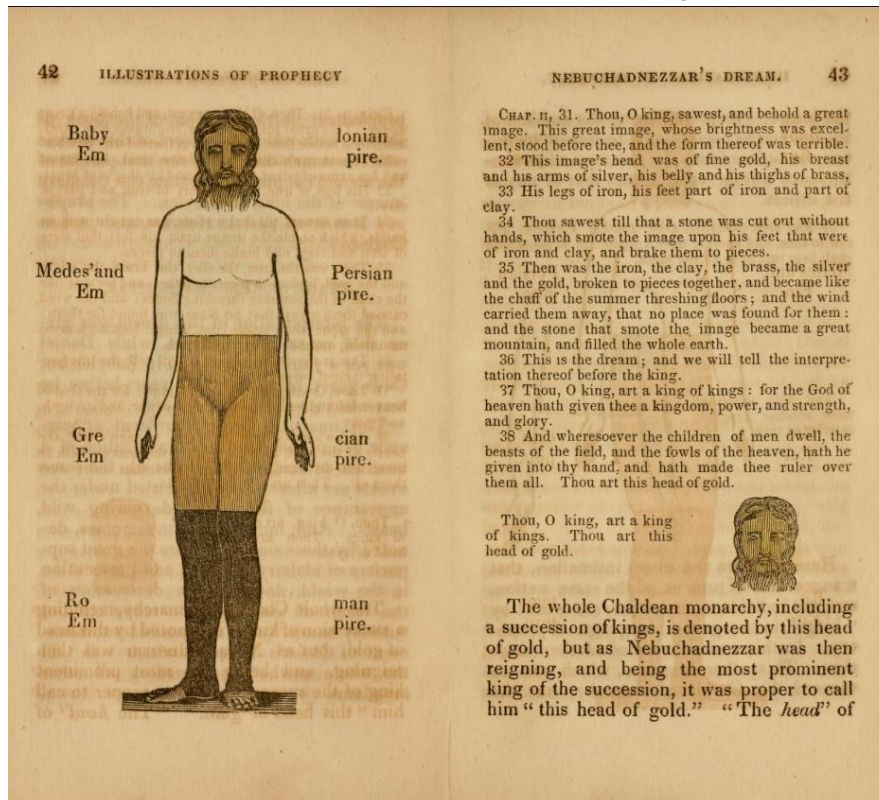 42 ILLUSTRATIONS OF PROPHECY
Baby lonian
Em pire.
Medes'and Persian
Em pire.
Gre cian
Em pire.
Ro man
Em pire.
NEBUCHADNEZZAR'S DREAM. 43
CHAP. II, 31. Thou, O king, sawest, and behold a great
image. This great image, whose brightness was excel-
lent, stood before thee, and the form thereof was terrible.
32 This image's head was of fine gold, his breast
and his arms of silver, his belly and his thighs of brass,
33 His legs of iron, his feet part of iron and part of
clay.
34 Thou sawest till that a stone was cut out without
hands, which smote the image upon his feet that were
of iron and clay, and brake them to pieces.
35 Then was the iron, the clay, the brass, the silver
and the gold, broken to pieces together, and became like
the chaff of the summer threshing floors ; and the wind
carried them away, that no place was found for them :
and the stone that smote the image became a great
mountain, and filled the whole earth.
36 This is the dream ; and we will tell the interpre-
tation thereof before the king.
37 Thou, O king, art a king of kings : for the God of
heaven hath given thee a kingdom, power, and strength,
and glory.
38 And wheresoever the children of men dwell, the
beasts of the field, and the fowls of the heaven, hath he
given into thy hand, and hath made thee ruler over
them all. Thou art this head of gold.
Thou, O king, art a king
of kings. Thou art this
head of gold.
The whole Chaldean monarchy, including
a succession of kings, is denoted by this head
of gold, but as Nebuchadnezzar was then
reigning, and being the most prominent
king of the succession, it was proper to call
him “ this head of gold.” “ The head” of